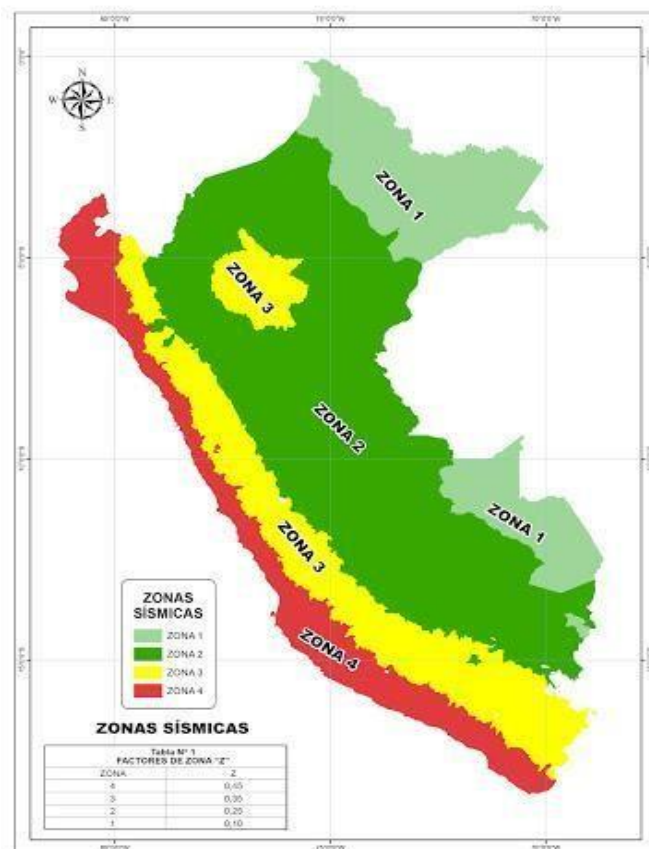 N
W E
S
ZONA 1
ZONA 3
ZONA 2
ZONA 1
ZONA 3
ZONA 4
ZONAS
SÍSMICAS
ZONA 1
ZONA 2
ZONA 3
ZONA 4
ZONAS SÍSMICAS
Tabla N° 1
FACTORES DE ZONA "Z"
ZONA Z
4 0,45
3 0,35
2 0,25
1 0,10